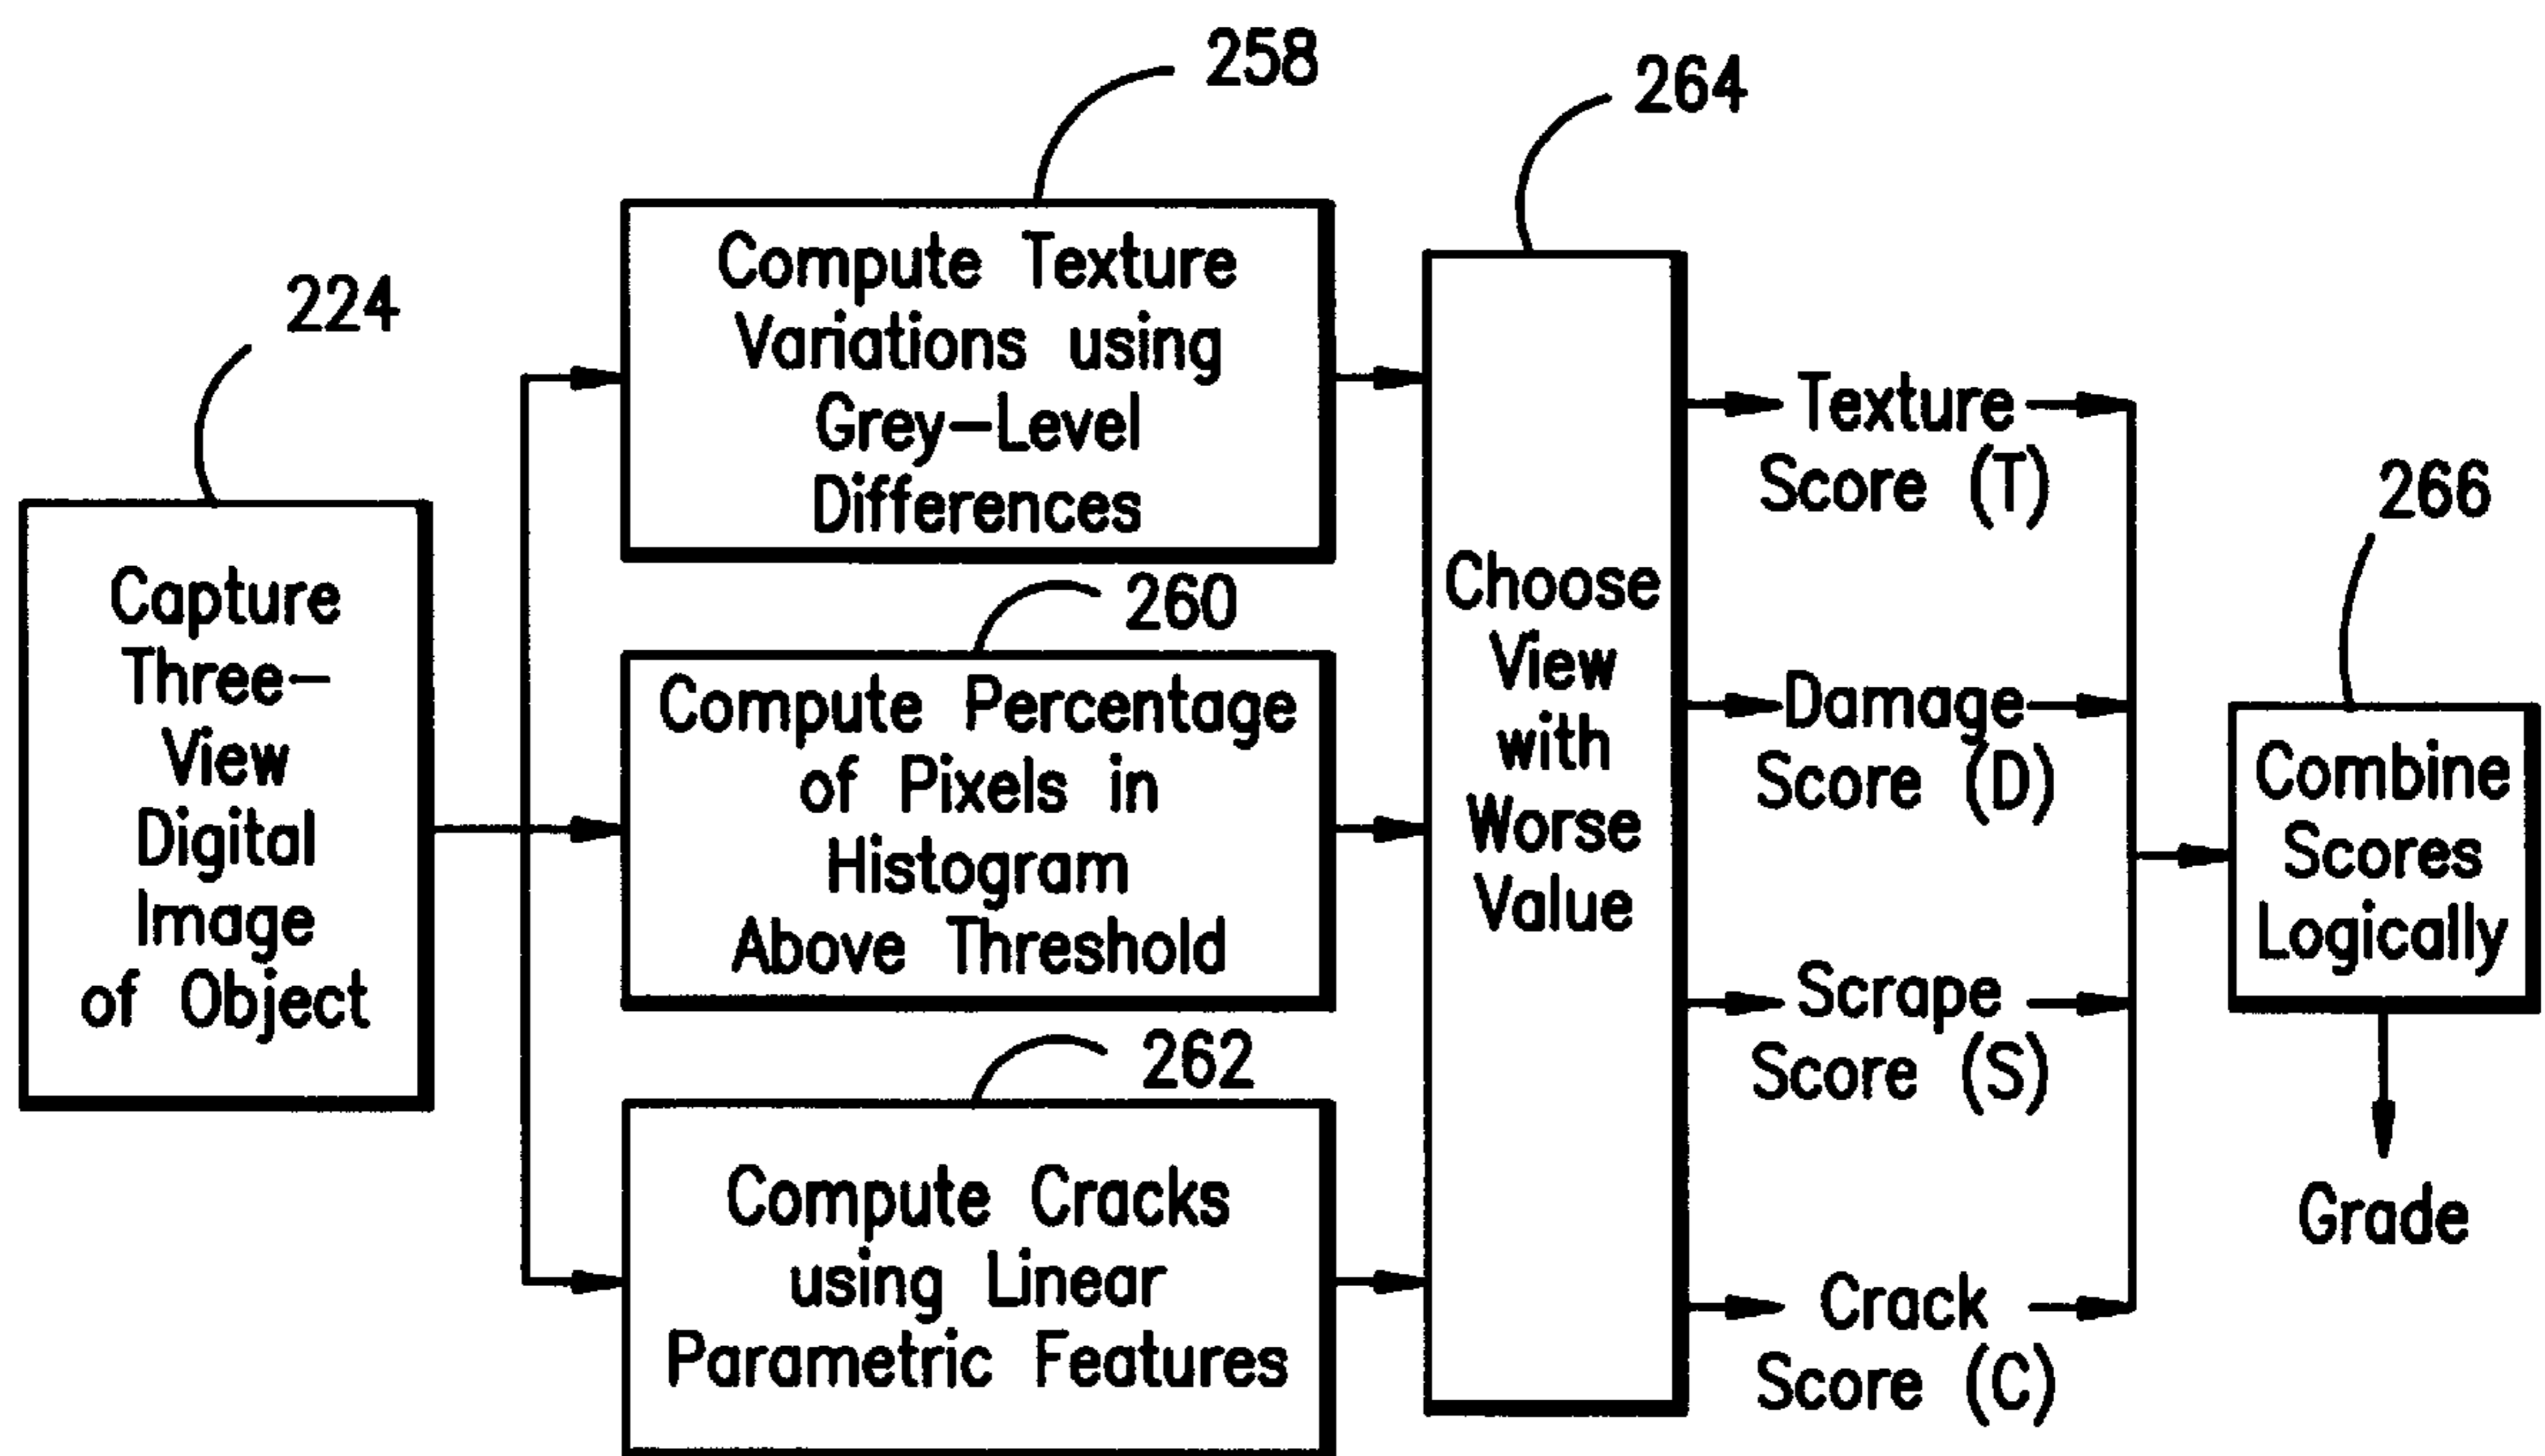 224
Capture
Three-
View
Digital
Image
of Object
258
Compute Texture
Variations using
Grey-Level
Differences
260
Compute Percentage
of Pixels in
Histogram
Above Threshold
262
Compute Cracks
using Linear
Parametric Features
264
Choose
View
with
Worse
Value
Texture
Score (T)
Damage
Score (D)
Scrape
Score (S)
Crack
Score (C)
266
Combine
Scores
Logically
Grade